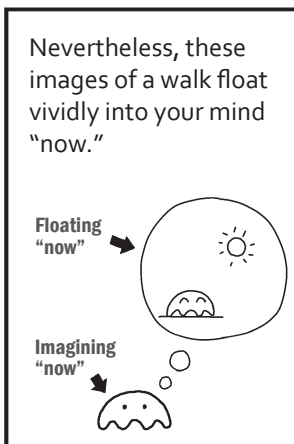 Nevertheless, these
images of a walk float
vividly into your mind
“now.”
Floating
“now”
Imagining
“now”